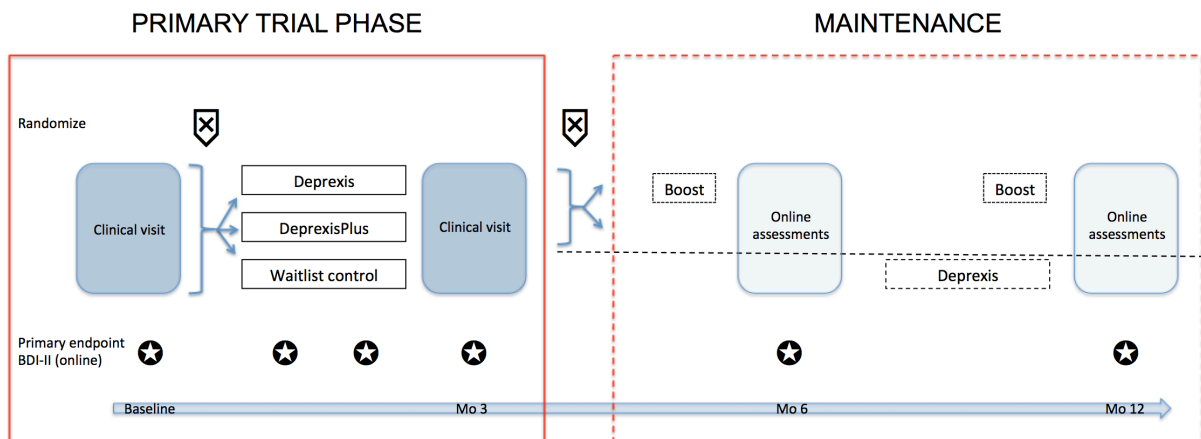 PRIMARY TRIAL PHASE
MAINTENANCE
Randomize
Clinical visit
Deprexis
DeprexisPlus
Waitlist control
Clinical visit
Boost
Online
assessments
Boost
Deprexis
Online
assessments
Primary endpoint
BDI-II (online)
Baseline
Mo 3
Mo 6
Mo 12